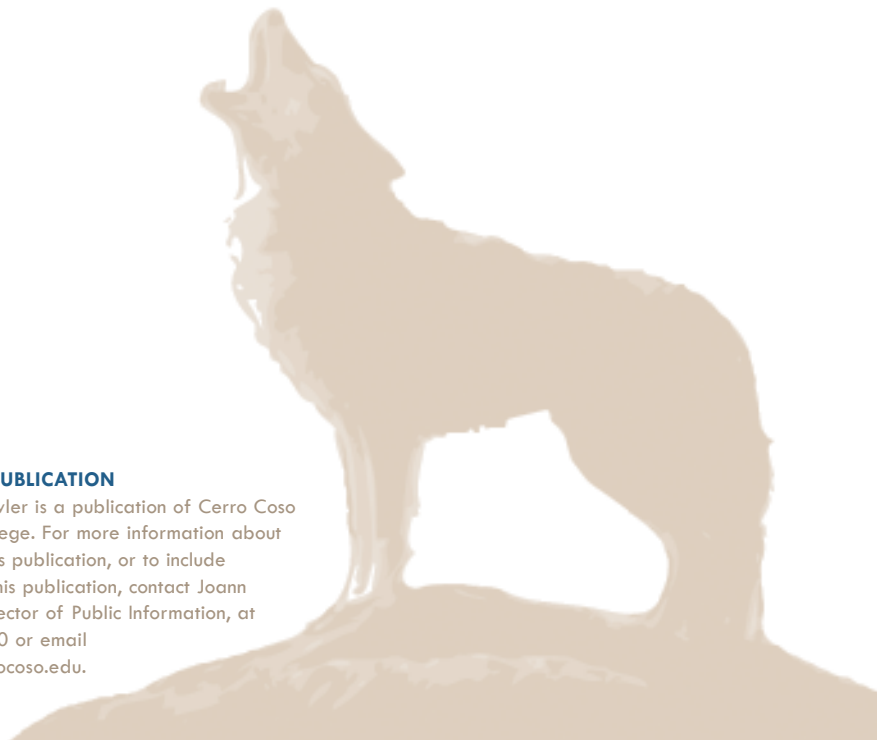 UBLICATION
ler is a publication of Cerro Coso
ege. For more information about
s publication, or to include
his publication, contact Joann
ector of Public Information, at
0 or email
ocoso.edu.